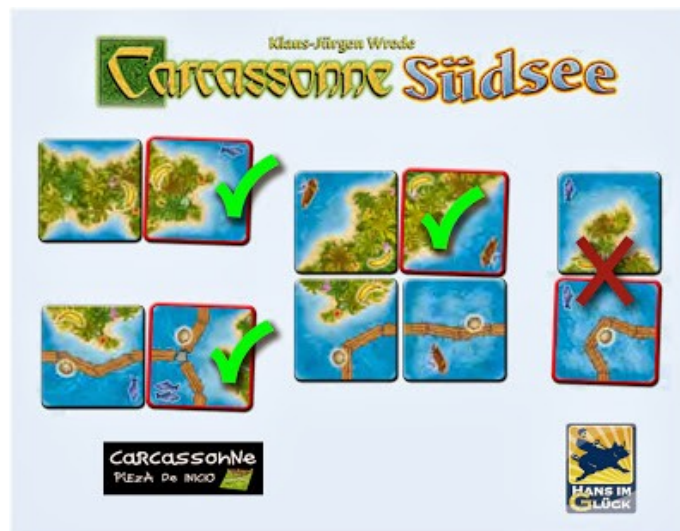 Klaus-Jürgen Wrede
Carcassonne Südsee
CARCASSONNE
PIEZA DE INICIO
HANS IM
GLÜCK